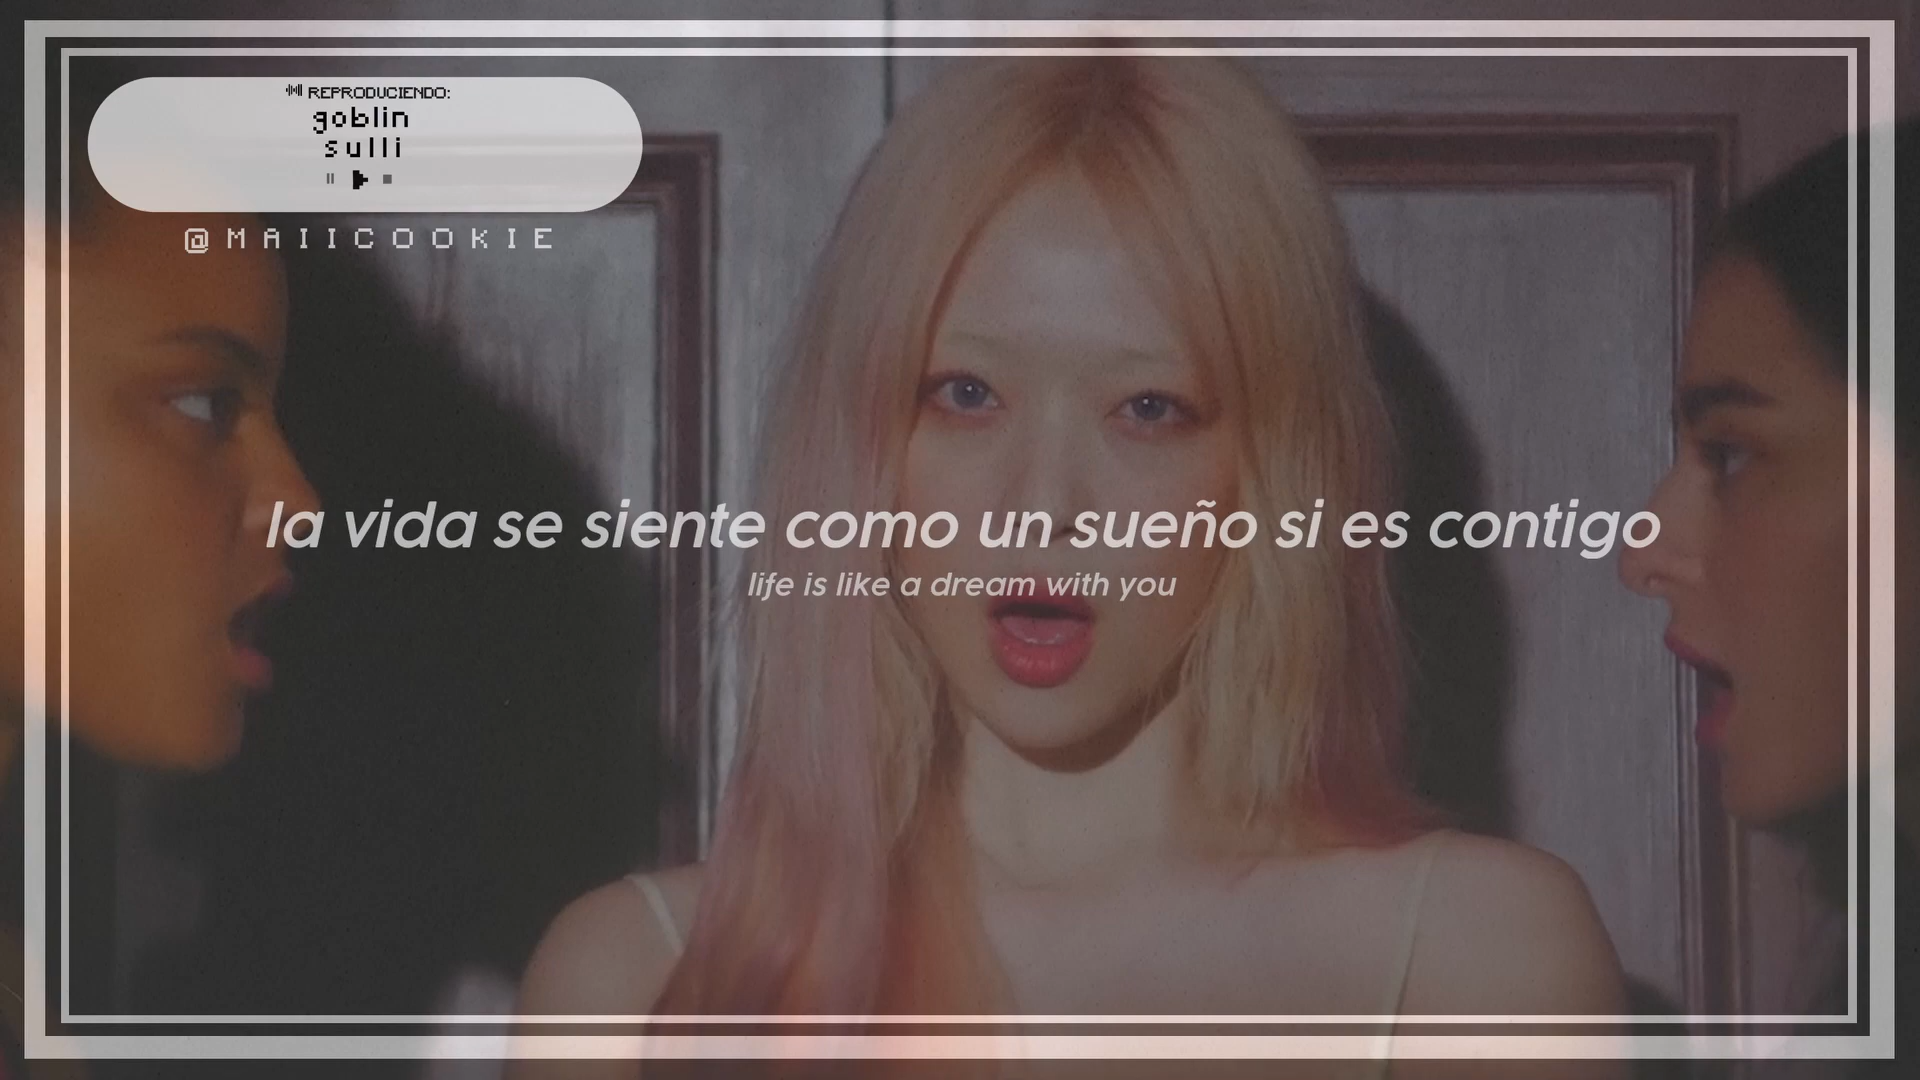 REPRODUCIENDO:
goblin
sulli
@MAIICOOKIE
la vida se siente como un sueño si es contigo
life is like a dream with you